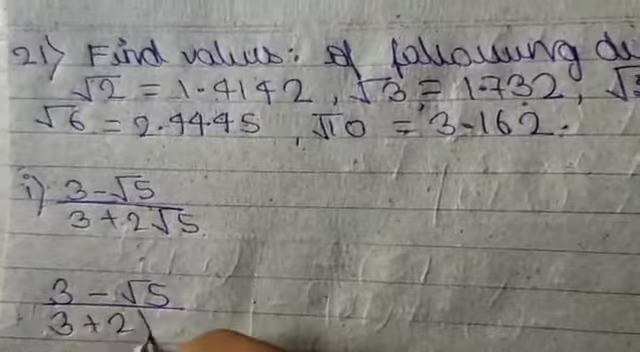 21) Find values: of following
√2 = 1.4142, √3 = 1.732,
√6 = 2.4445, √10 = 3.162.
i) 3-√5
3+2√5
3-√5
3+2